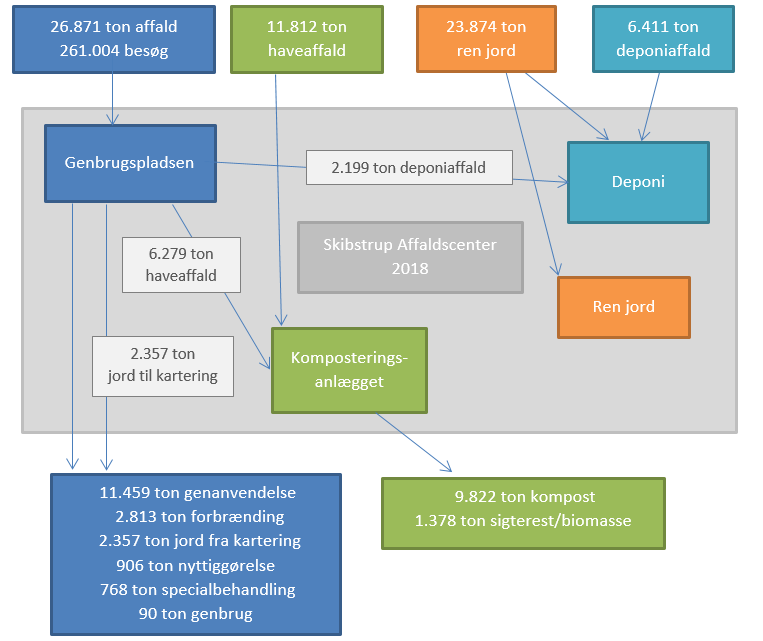 26.871 ton affald
261.004 besøg
11.812 ton
haveaffald
23.874 ton
ren jord
6.411 ton
deponiaffald
Genbrugspladsen
2.199 ton deponiaffald
Deponi
6.279 ton
haveaffald
Skibstrup Affaldscenter
2018
Ren jord
2.357 ton
jord til kartering
Komposterings-
anlægget
11.459 ton genanvendelse
2.813 ton forbrænding
2.357 ton jord fra kartering
906 ton nyttiggørelse
768 ton specialbehandling
90 ton genbrug
9.822 ton kompost
1.378 ton sigterest/biomasse